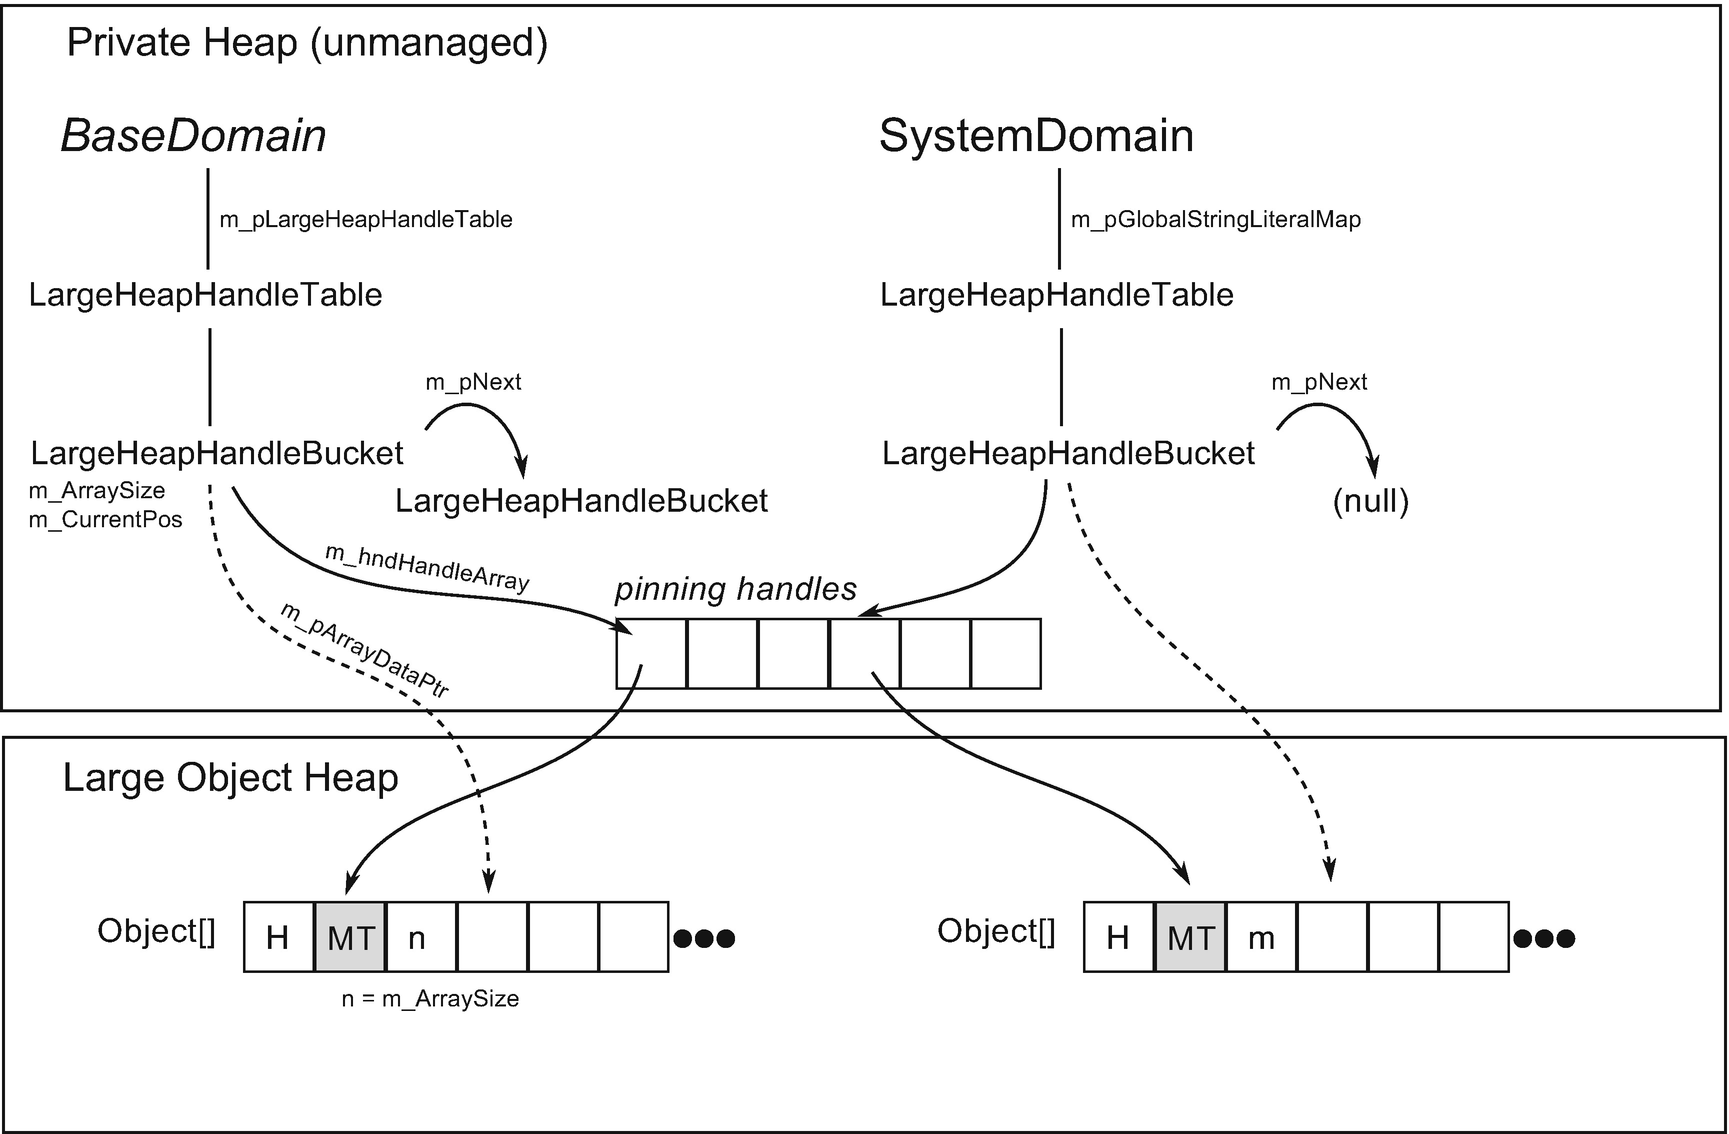 Private Heap (unmanaged)
BaseDomain
SystemDomain
m_pLargeHeapHandleTable
m_pGlobalStringLiteralMap
LargeHeapHandleTable
LargeHeapHandleTable
m_pNext
m_pNext
LargeHeapHandleBucket
LargeHeapHandleBucket
m_ArraySize
m_CurrentPos
LargeHeapHandleBucket
(null)
m_hndHandleArray
pinning handles
m_pArrayDataPtr
Large Object Heap
Object[]
H MT n
Object[]
H MT m
n = m_ArraySize